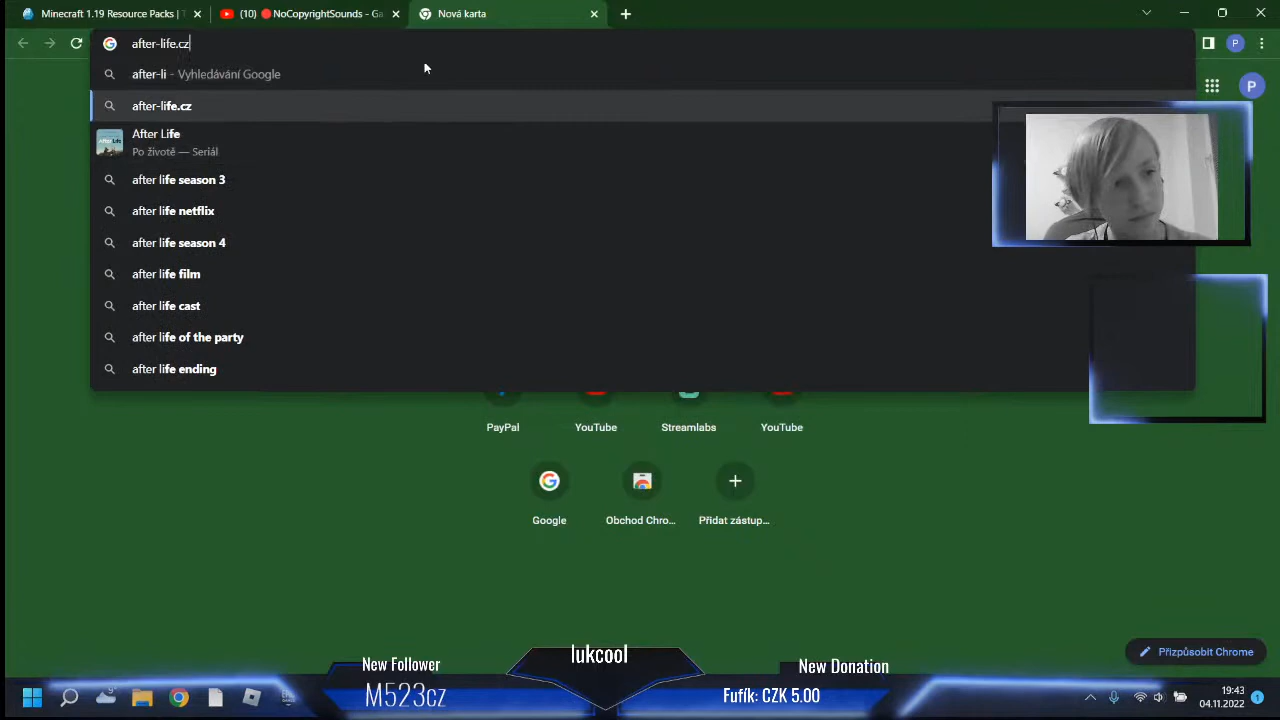 Minecraft 1.19 Resource Packs | T
(10) 🔴 NoCopyrightSounds - Ga
Nová karta
after-life.cz
after-li - Vyhledávání Google
after-life.cz
After Life
Po životě — Seriál
after life season 3
after life netflix
after life season 4
after life film
after life cast
after life of the party
after life ending
P
P
PayPal
YouTube
Streamlabs
YouTube
Google
Obchod Chro...
Přidat zástup...
Přizpůsobit Chrome
New Follower
M523cz
lukcool
New Donation
Fufík: CZK 5.00
19:43
04.11.2022
1